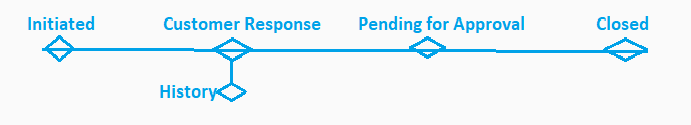 Initiated
Customer Response
Pending for Approval
Closed
History